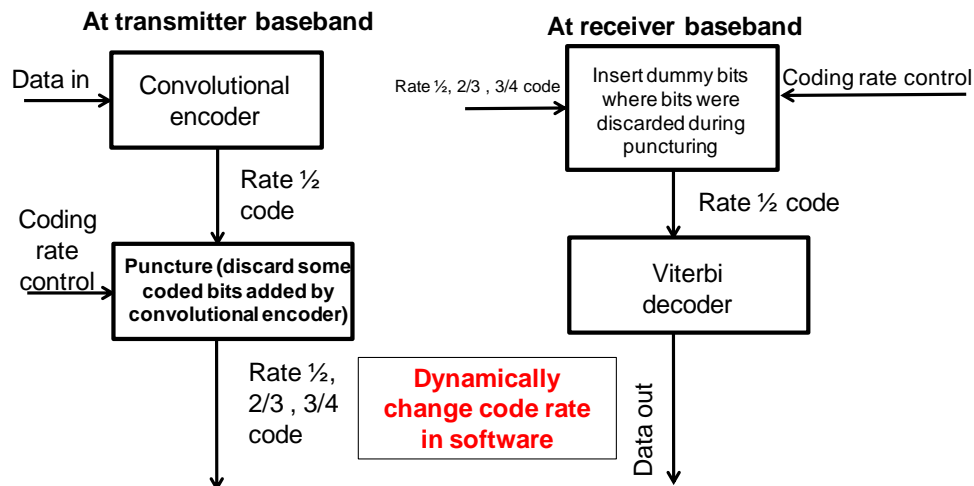 At transmitter baseband
Data in
Convolutional
encoder
Rate ½
code
Coding
rate
control
Puncture (discard some
coded bits added by
convolutional encoder)
Rate ½,
2/3 , 3/4
code
At receiver baseband
Rate ½, 2/3 , 3/4 code
Insert dummy bits
where bits were
discarded during
puncturing
Coding rate control
Rate ½ code
Viterbi
decoder
Data out
Dynamically
change code rate
in software